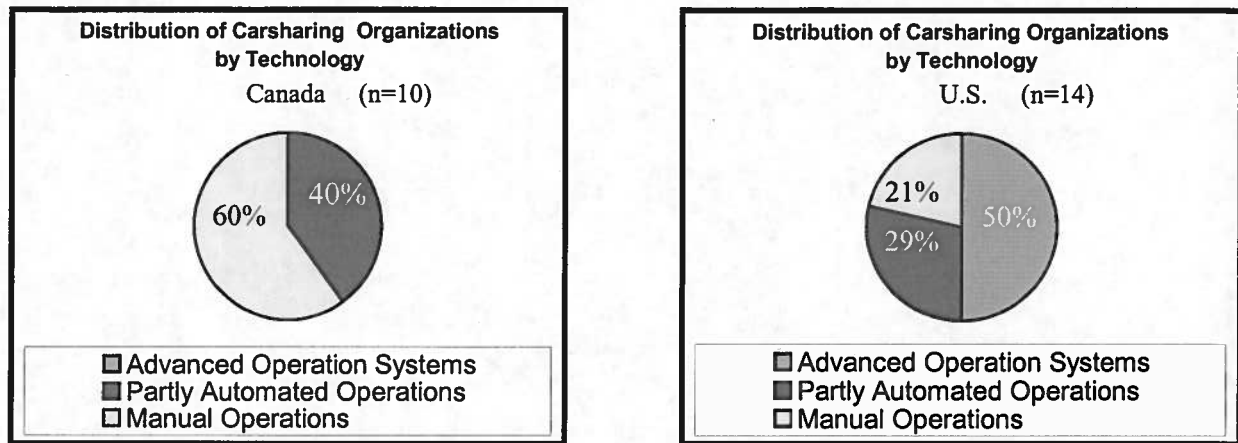 Distribution of Carsharing Organizations
by Technology
Canada (n=10)
40%
60%
Advanced Operation Systems
Partly Automated Operations
Manual Operations
Distribution of Carsharing Organizations
by Technology
U.S. (n=14)
21%
50%
29%
Advanced Operation Systems
Partly Automated Operations
Manual Operations